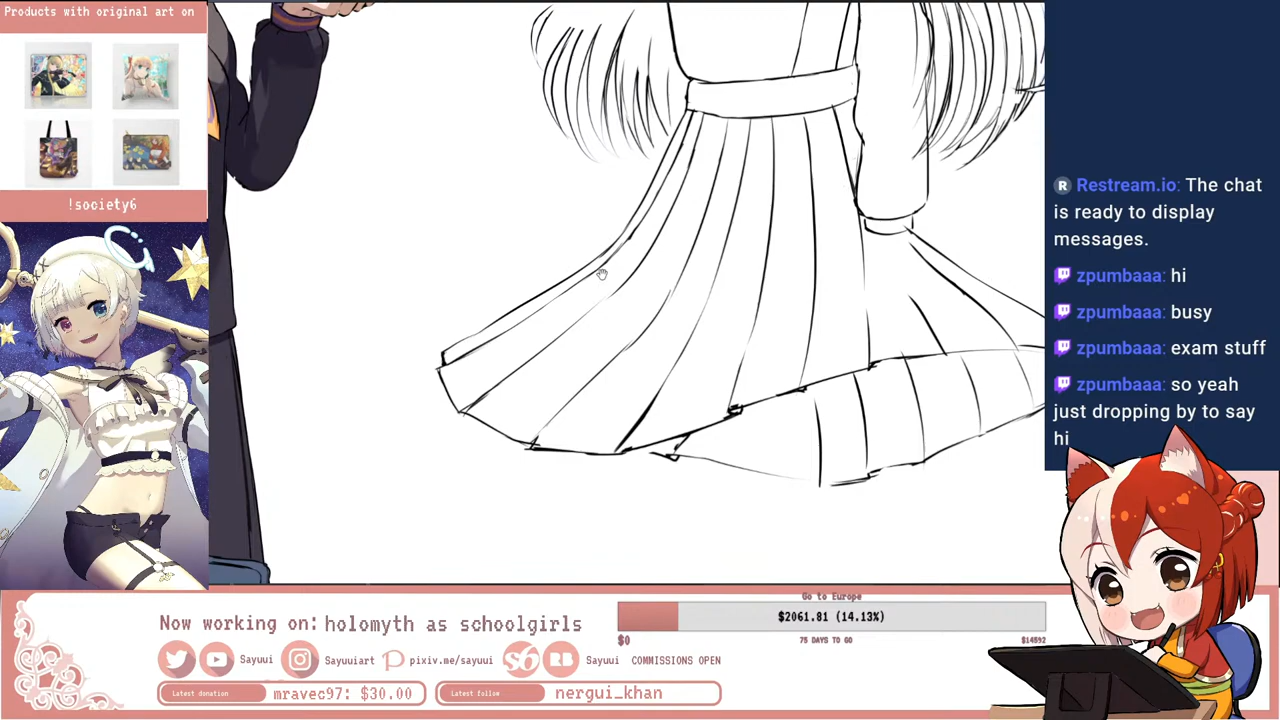 Products with original art on
!society6
Restream.io: The chat
is ready to display
messages.
zpumbaaa: hi
zpumbaaa: busy
zpumbaaa: exam stuff
zpumbaaa: so yeah
just dropping by to say
hi
Now working on: holomyth as schoolgirls
Go to Europe
$2061.81 (14.13%)
$0
75 DAYS TO GO
$14592
Sayuui
Sayuuiart
pixiv.me/sayuui
Sayuui
COMMISSIONS OPEN
Latest donation
mravec97: $30.00
Latest follow
nergui_khan